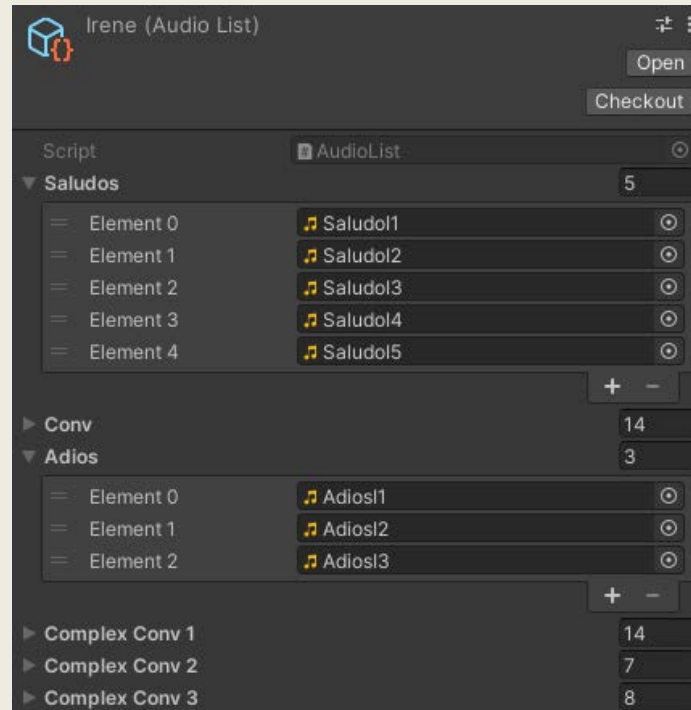 Irene (Audio List)
Open
Checkout
Script AudioList
Saludos 5
Element 0 SaludoI1
Element 1 SaludoI2
Element 2 SaludoI3
Element 3 SaludoI4
Element 4 SaludoI5
+ -
Conv 14
Adios 3
Element 0 AdiosI1
Element 1 AdiosI2
Element 2 AdiosI3
+ -
Complex Conv 1 14
Complex Conv 2 7
Complex Conv 3 8